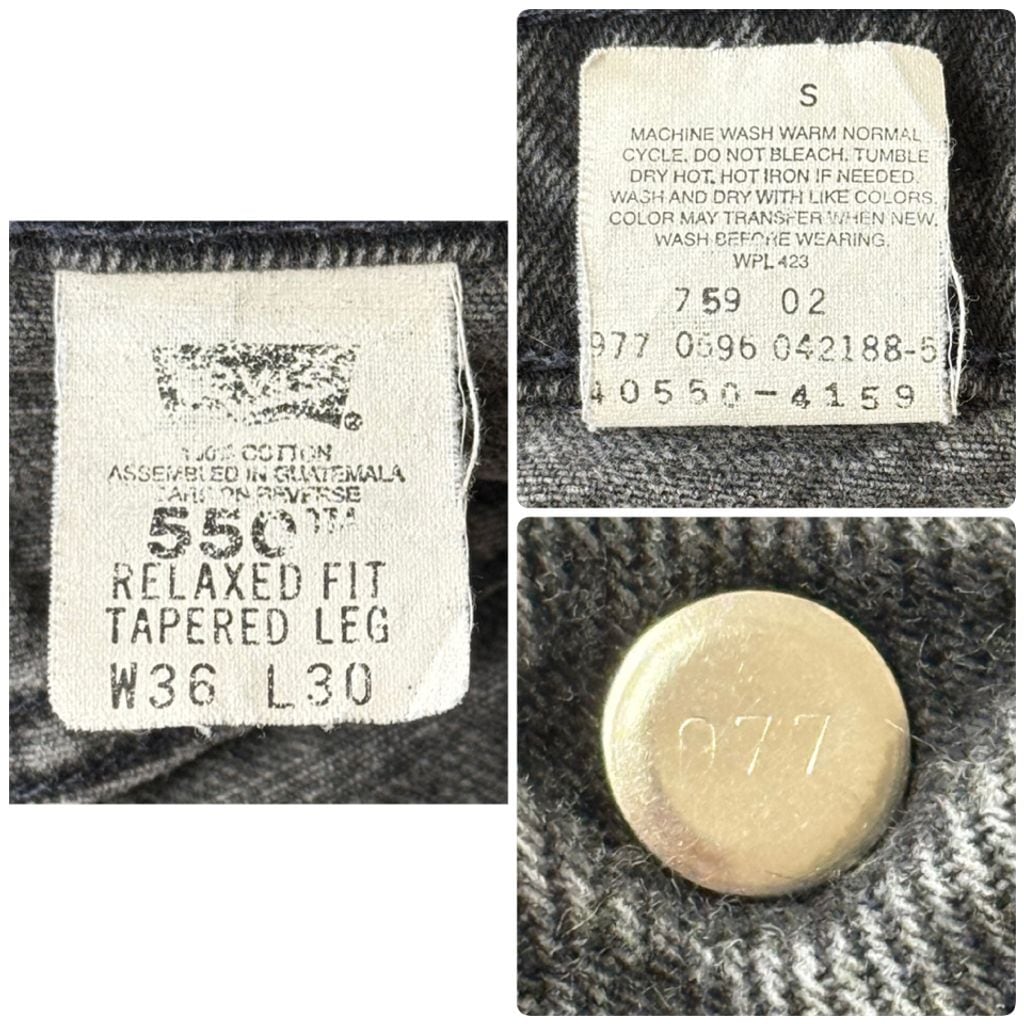 LEVI'S
®
100% COTTON
ASSEMBLED IN GUATEMALA
CARE ON REVERSE
550™
RELAXED FIT
TAPERED LEG
W36 L30
S
MACHINE WASH WARM NORMAL
CYCLE. DO NOT BLEACH. TUMBLE
DRY HOT. HOT IRON IF NEEDED.
WASH AND DRY WITH LIKE COLORS.
COLOR MAY TRANSFER WHEN NEW.
WASH BEFORE WEARING.
WPL 423
759 02
977 0696 042188-5
40550-4159
977